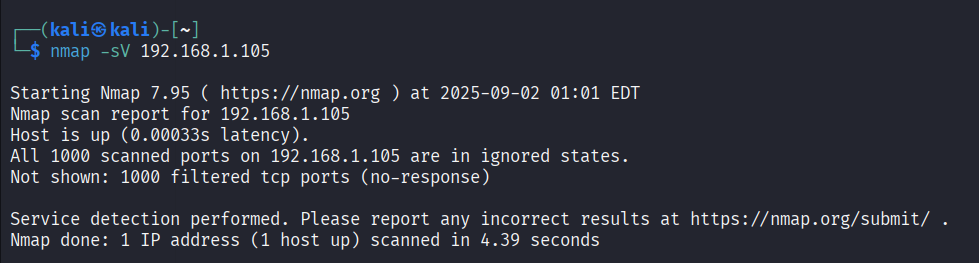 ┌──(kali㉿kali)-[~]
└─$ nmap -sV 192.168.1.105
Starting Nmap 7.95 ( https://nmap.org ) at 2025-09-02 01:01 EDT
Nmap scan report for 192.168.1.105
Host is up (0.00033s latency).
All 1000 scanned ports on 192.168.1.105 are in ignored states.
Not shown: 1000 filtered tcp ports (no-response)
Service detection performed. Please report any incorrect results at https://nmap.org/submit/ .
Nmap done: 1 IP address (1 host up) scanned in 4.39 seconds